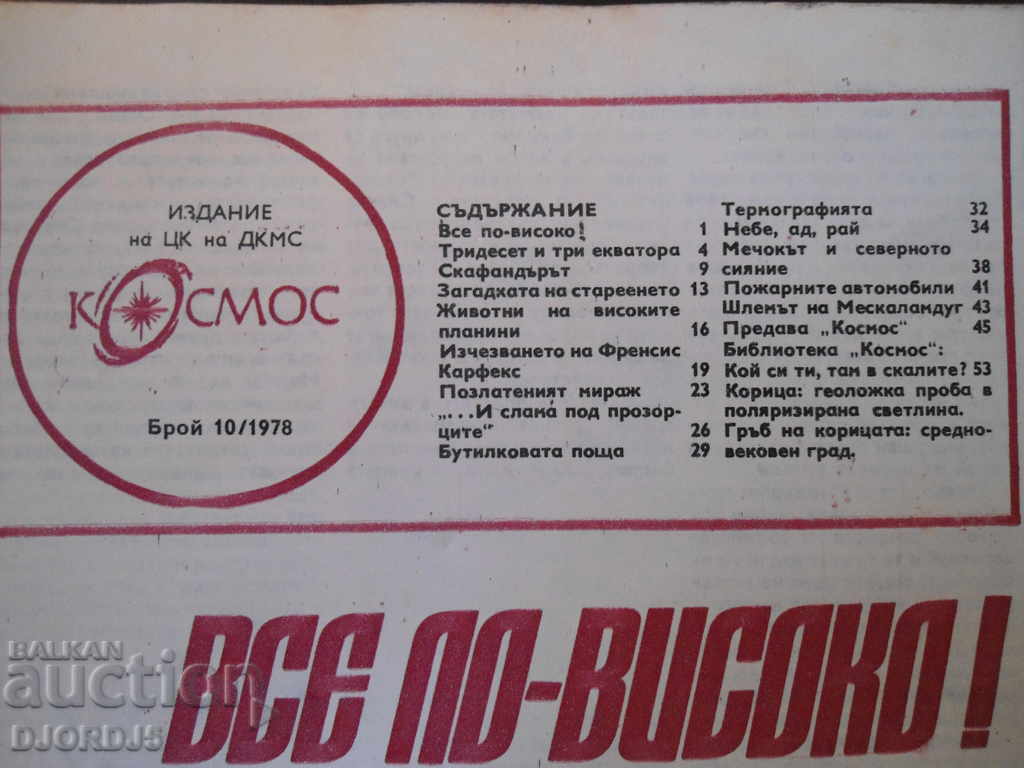 ИЗДАНИЕ
на ЦК на ДКМС
КОСМОС
Брой 10/1978
СЪДЪРЖАНИЕ
Все по-високо! 1
Тридесет и три екватора 4
Скафандърът 9
Загадката на стареенето 13
Животни на високите
планини 16
Изчезването на Френсис
Карфекс 19
Позлатеният мираж 23
„...И слама под прозор-
ците" 26
Бутилковата поща 29
Термографията 32
Небе, ад, рай 34
Мечокът и северното
сияние 38
Пожарните автомобили 41
Шлемът на Мескаламдуг 43
Предава „Космос" 45
Библиотека „Космос":
Кой си ти, там в скалите? 53
Корица: геоложка проба в
поляризирана светлина.
Гръб на корицата: средно-
вековен град.
ВСЕ ПО-ВИСОКО!
BALKAN
auction
DJORDJ5